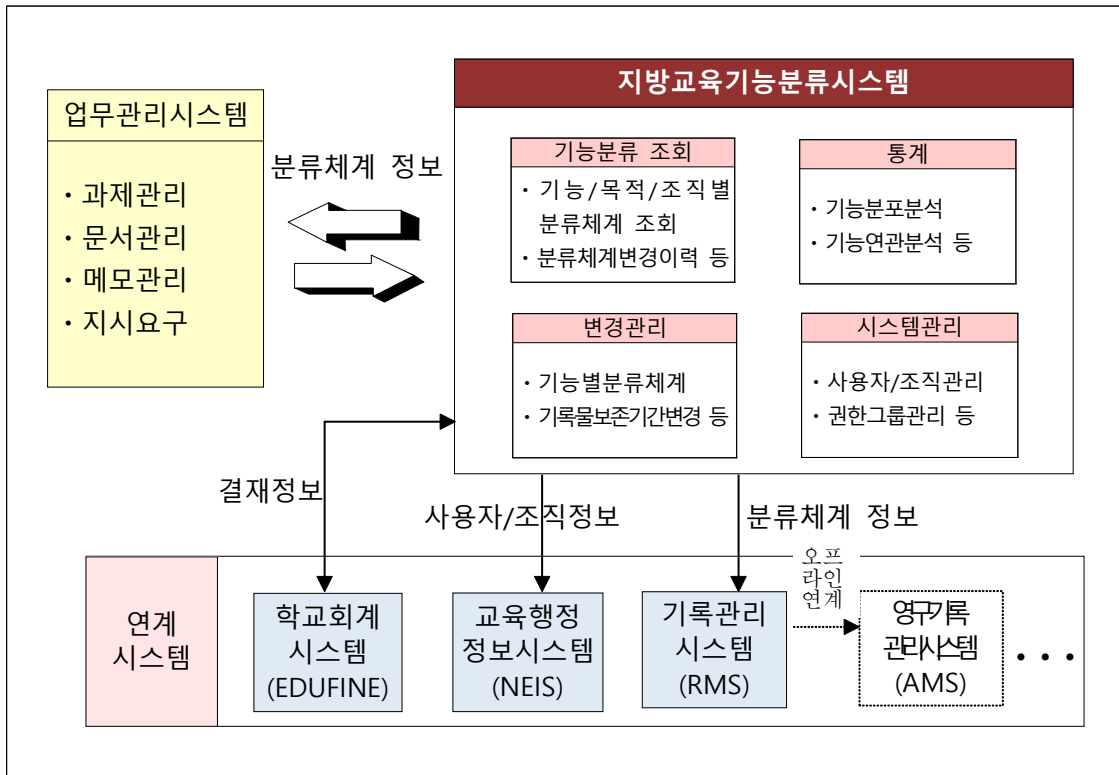 지방교육기능분류시스템
업무관리시스템
· 과제관리
· 문서관리
· 메모관리
· 지시요구
분류체계 정보
기능분류 조회
· 기능/목적/조직별
분류체계 조회
· 분류체계변경이력 등
통계
· 기능분포분석
· 기능연관분석 등
변경관리
· 기능별분류체계
· 기록물보존기간변경 등
시스템관리
· 사용자/조직관리
· 권한그룹관리 등
결재정보
사용자/조직정보
분류체계 정보
연계
시스템
학교회계
시스템
(EDUFINE)
교육행정
정보시스템
(NEIS)
기록관리
시스템
(RMS)
오프
라인
연계
영구기록
관리시스템
(AMS)
• • •